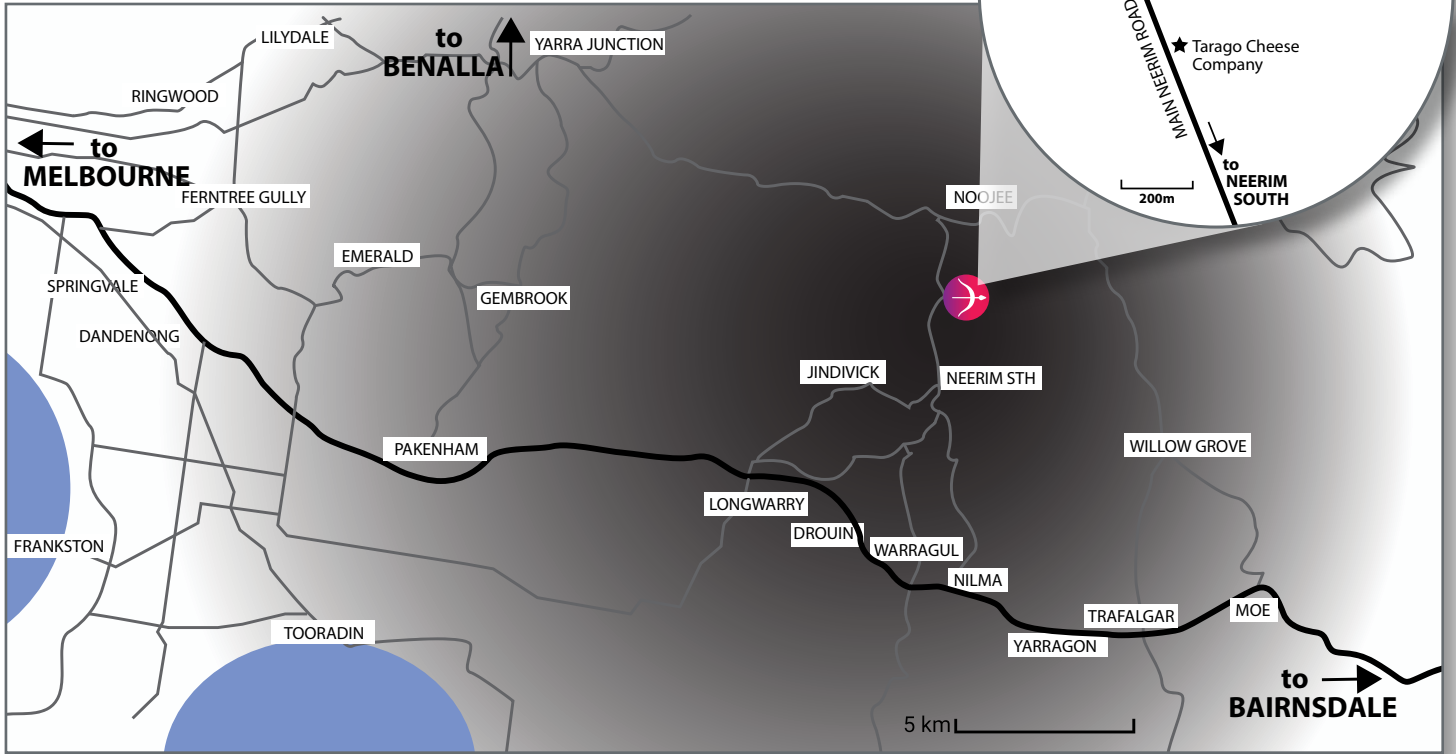 LILYDALE
to
BENALLA
YARRA JUNCTION
RINGWOOD
to
MELBOURNE
FERNTREE GULLY
MAIN NEERIM ROAD
Tarago Cheese
Company
to
NEERIM
SOUTH
200m
NOOJEE
EMERALD
SPRINGVALE
GEMBROOK
DANDENONG
JINDIVICK
NEERIM STH
PAKENHAM
WILLOW GROVE
LONGWARRY
DROUIN
FRANKSTON
WARRAGUL
NILMA
TRAFALGAR
MOE
TOORADIN
YARRAGON
to
BAIRNSDALE
5 km